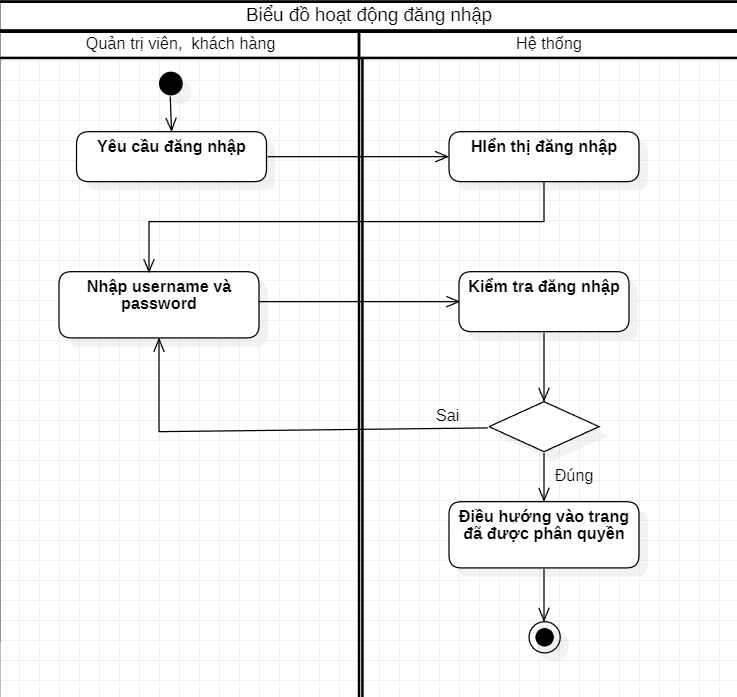 Biểu đồ hoạt động đăng nhập
Quản trị viên, khách hàng
Hệ thống
Yêu cầu đăng nhập
HIển thị đăng nhập
Nhập username và
password
Kiểm tra đăng nhập
Sai
Đúng
Điều hướng vào trang
đã được phân quyền